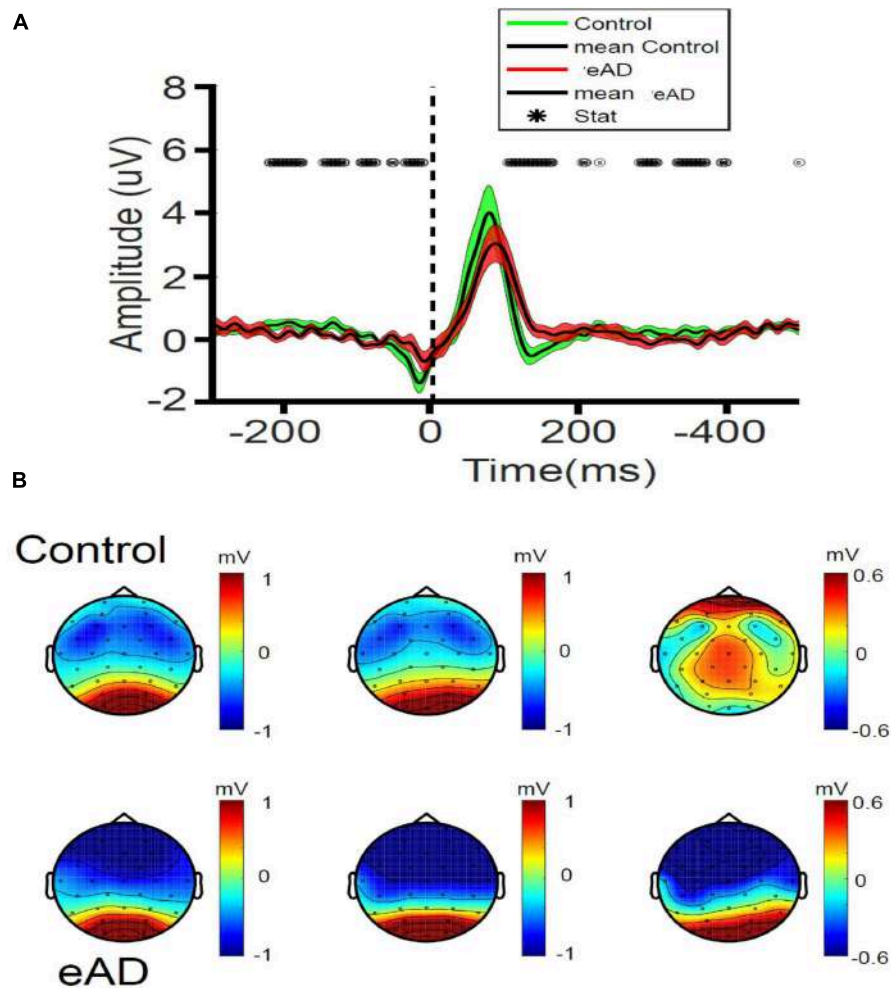 A
Control
mean Control
eAD
mean eAD
Stat
8
6
4
2
0
-2
Amplitude (uV)
-200 0 200 -400
Time(ms)
B
Control
mV
1
0
-1
mV
1
0
-1
mV
0.6
0
-0.6
mV
1
0
-1
mV
1
0
-1
mV
0.6
0
-0.6
eAD